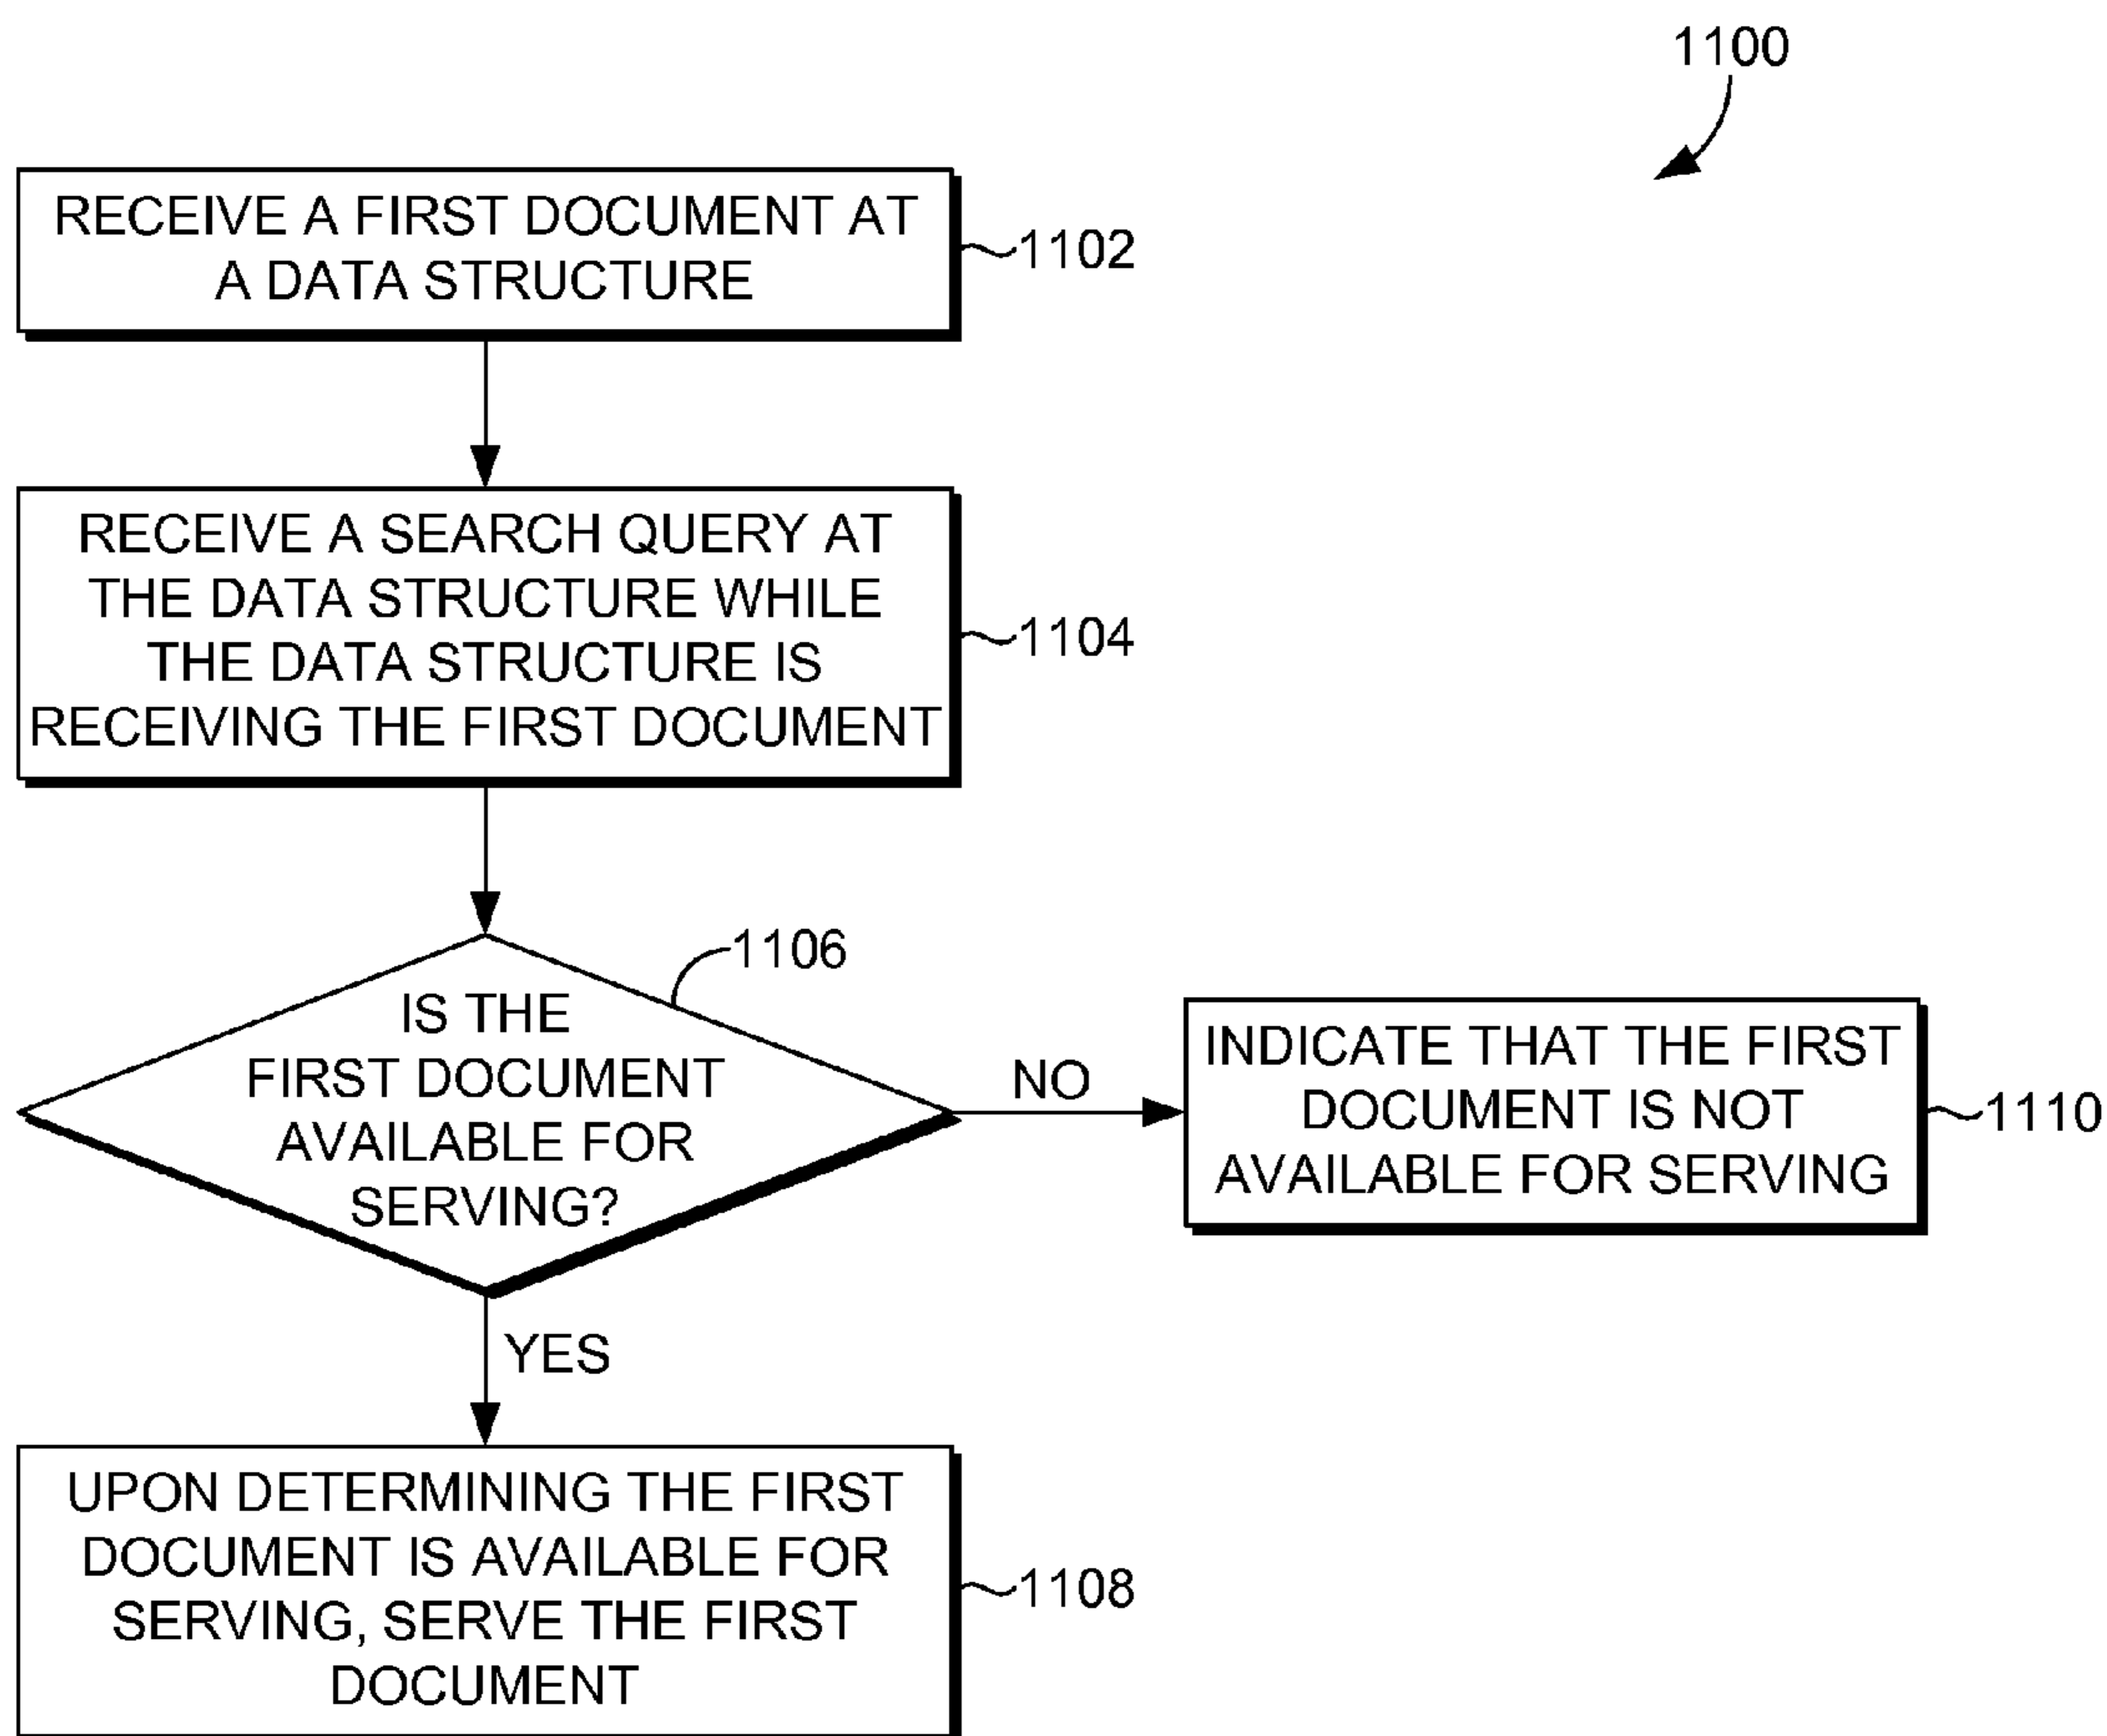 1100
RECEIVE A FIRST DOCUMENT AT
A DATA STRUCTURE
1102
RECEIVE A SEARCH QUERY AT
THE DATA STRUCTURE WHILE
THE DATA STRUCTURE IS
RECEIVING THE FIRST DOCUMENT
1104
1106
IS THE
FIRST DOCUMENT
AVAILABLE FOR
SERVING?
NO
INDICATE THAT THE FIRST
DOCUMENT IS NOT
AVAILABLE FOR SERVING
1110
YES
UPON DETERMINING THE FIRST
DOCUMENT IS AVAILABLE FOR
SERVING, SERVE THE FIRST
DOCUMENT
1108